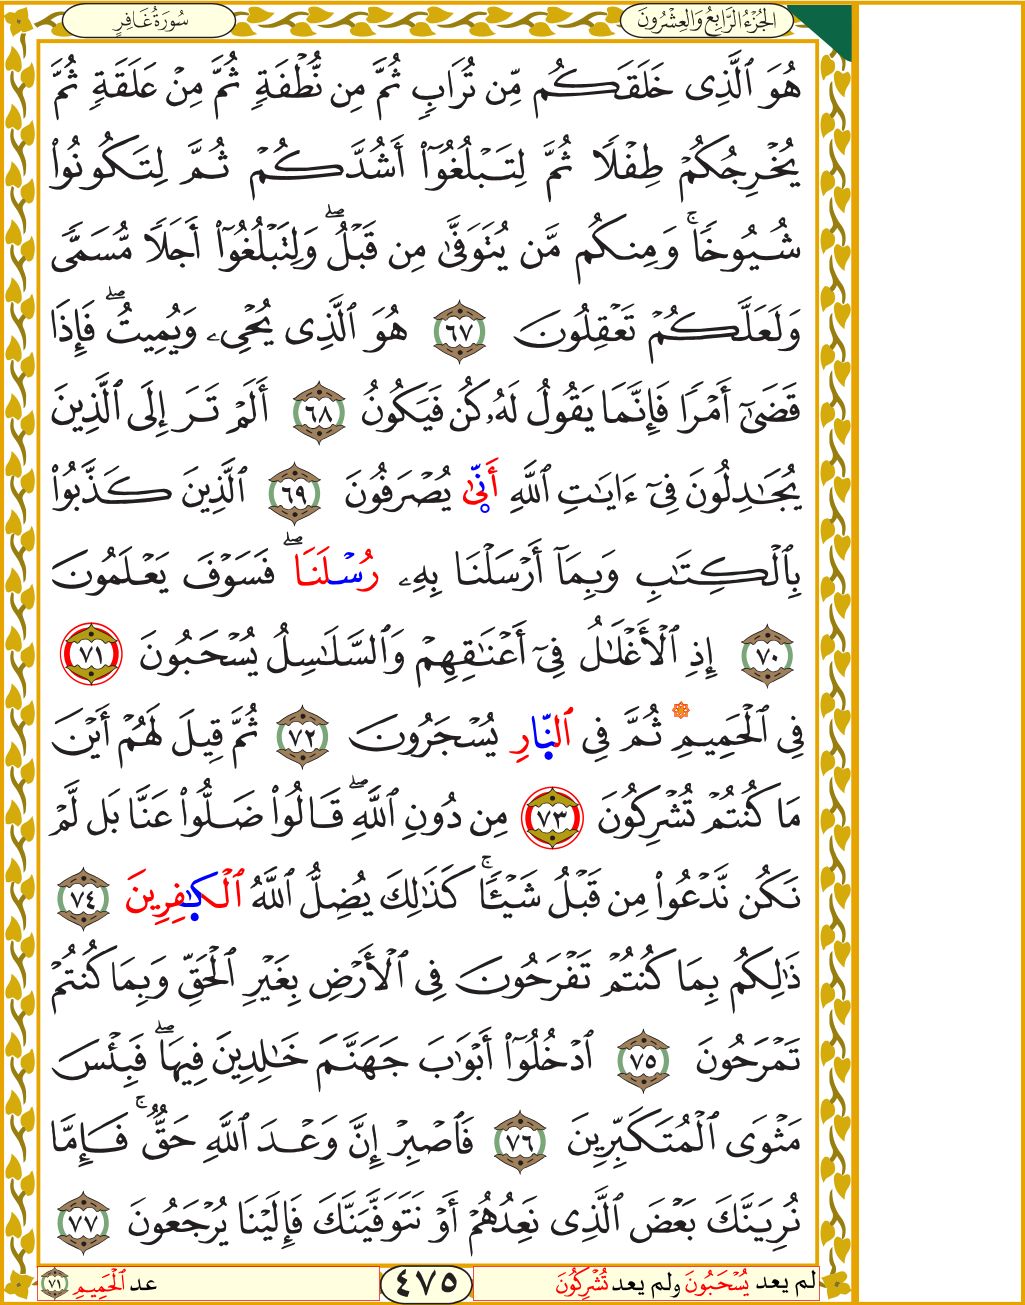 الجُزْءُ الرَّابِعُ وَالعِشْرُونَ
سُورَةُ غَافِرٍ
هُوَ ٱلَّذِى خَلَقَكُم مِّن تُرَابٖ ثُمَّ مِن نُّطۡفَةٖ ثُمَّ مِنۡ عَلَقَةٖ ثُمَّ
يُخۡرِجُكُمۡ طِفۡلٗا ثُمَّ لِتَبۡلُغُوٓاْ أَشُدَّكُمۡ ثُمَّ لِتَكُونُواْ
شُيُوخٗاۚ وَمِنكُم مَّن يُتَوَفَّىٰ مِن قَبۡلُۖ وَلِتَبۡلُغُوٓاْ أَجَلٗا مُّسَمّٗى
وَلَعَلَّكُمۡ تَعۡقِلُونَ ٦٧ هُوَ ٱلَّذِى يُحۡىِۦ وَيُمِيتُۖ فَإِذَا
قَضَىٰٓ أَمۡرٗا فَإِنَّمَا يَقُولُ لَهُۥ كُن فَيَكُونُ ٦٨ أَلَمۡ تَرَ إِلَى ٱلَّذِينَ
يُجَٰدِلُونَ فِىٓ ءَايَٰتِ ٱللَّهِ أَنَّىٰ يُصۡرَفُونَ ٦٩ ٱلَّذِينَ كَذَّبُواْ
بِٱلۡكِتَٰبِ وَبِمَآ أَرۡسَلۡنَا بِهِۦ رُسۡلَنَاۖ فَسَوۡفَ يَعۡلَمُونَ
٧٠ إِذِ ٱلۡأَغۡلَٰلُ فِىٓ أَعۡنَٰقِهِمۡ وَٱلسَّلَٰسِلُ يُسۡحَبُونَ ٧١
فِى ٱلۡحَمِيمِ ثُمَّ فِى ٱلنَّارِ يُسۡجَرُونَ ٧٢ ثُمَّ قِيلَ لَهُمۡ أَيۡنَ
مَا كُنتُمۡ تُشۡرِكُونَ ٧٣ مِن دُونِ ٱللَّهِۖ قَالُواْ ضَلُّواْ عَنَّا بَل لَّمۡ
نَكُن نَّدۡعُواْ مِن قَبۡلُ شَيۡـٔٗاۚ كَذَٰلِكَ يُضِلُّ ٱللَّهُ ٱلۡكَٰفِرِينَ ٧٤
ذَٰلِكُم بِمَا كُنتُمۡ تَفۡرَحُونَ فِى ٱلۡأَرۡضِ بِغَيۡرِ ٱلۡحَقِّ وَبِمَا كُنتُمۡ
تَمۡرَحُونَ ٧٥ ٱدۡخُلُوٓاْ أَبۡوَٰبَ جَهَنَّمَ خَٰلِدِينَ فِيهَاۖ فَبِئۡسَ
مَثۡوَى ٱلۡمُتَكَبِّرِينَ ٧٦ فَٱصۡبِرۡ إِنَّ وَعۡدَ ٱللَّهِ حَقّٞۚ فَإِمَّا
نُرِيَنَّكَ بَعۡضَ ٱلَّذِى نَعِدُهُمۡ أَوۡ نَتَوَفَّيَنَّكَ فَإِلَيۡنَا يُرۡجَعُونَ ٧٧
لم يعد يُسۡحَبُونَ ولم يعد تُشۡرِكُونَ
٤٧٥
عد ٱلۡحَمِيمِ ٧١